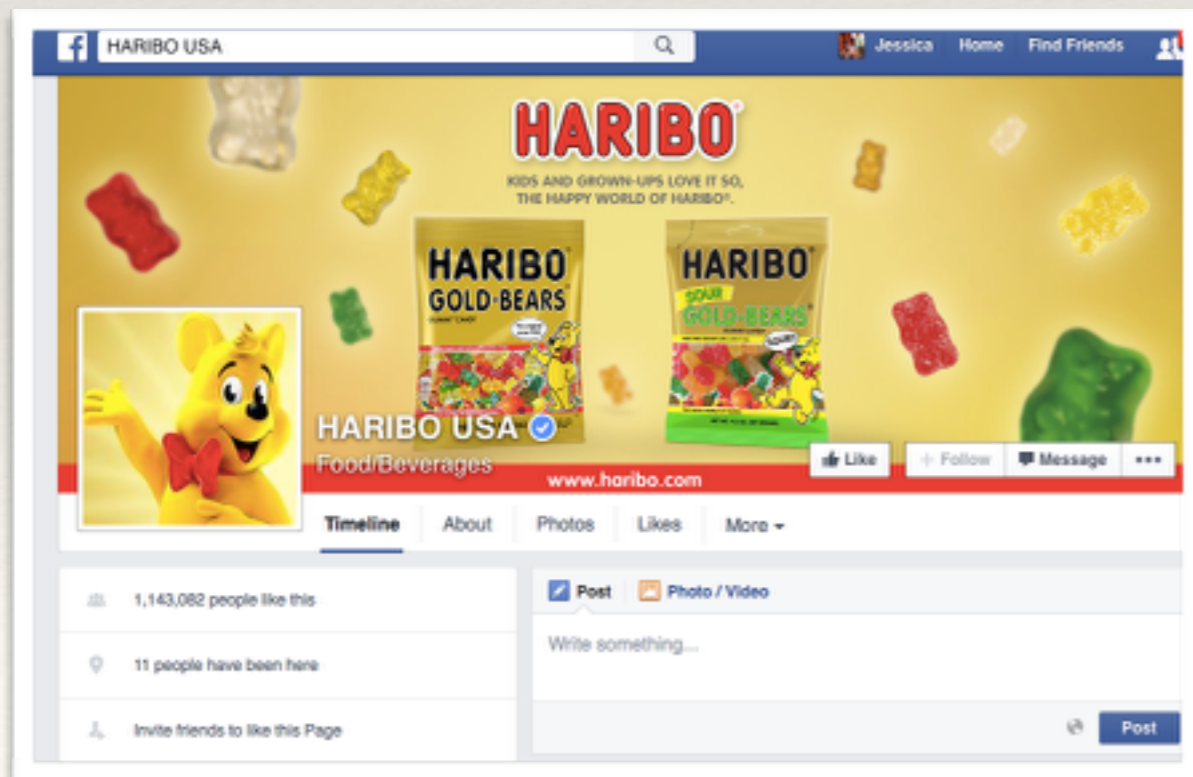 HARIBO USA
Jessica Home Find Friends
HARIBO
KIDS AND GROWN-UPS LOVE IT SO,
THE HAPPY WORLD OF HARIBO®.
HARIBO
GOLD-BEARS
GUMMI CANDY
HARIBO
SOUR
GOLD-BEARS
HARIBO USA
Food/Beverages
Like + Follow Message
www.haribo.com
Timeline About Photos Likes More
1,143,082 people like this
11 people have been here
Invite friends to like this Page
Post Photo / Video
Write something...
Post